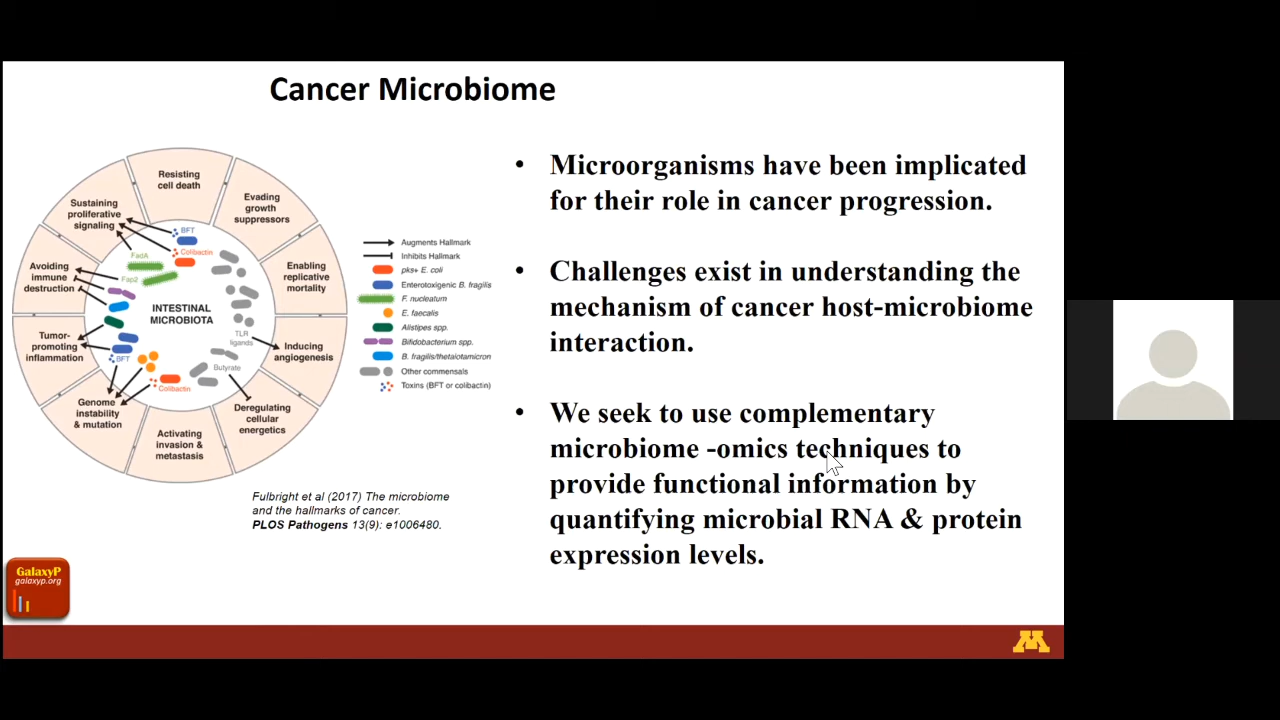 Cancer Microbiome
Resisting
cell death
Evading
growth
suppressors
Enabling
replicative
mortality
Inducing
angiogenesis
Deregulating
cellular
energetics
Activating
invasion &
metastasis
Genome
instability
& mutation
Tumor-
promoting
inflammation
Avoiding
immune
destruction
Sustaining
proliferative
signaling
BFT
Colibactin
FadA
Fap2
INTESTINAL
MICROBIOTA
TLR
ligands
Butyrate
BFT
Colibactin
Augments Hallmark
Inhibits Hallmark
pks+ E. coli
Enterotoxigenic B. fragilis
F. nucleatum
E. faecalis
Alistipes spp.
Bifidobacterium spp.
B. fragilis/thetaiotamicron
Other commensals
Toxins (BFT or colibactin)
Fulbright et al (2017) The microbiome
and the hallmarks of cancer.
PLOS Pathogens 13(9): e1006480.
• Microorganisms have been implicated
for their role in cancer progression.
• Challenges exist in understanding the
mechanism of cancer host-microbiome
interaction.
• We seek to use complementary
microbiome -omics techniques to
provide functional information by
quantifying microbial RNA & protein
expression levels.
GalaxyP
galaxyp.org
M